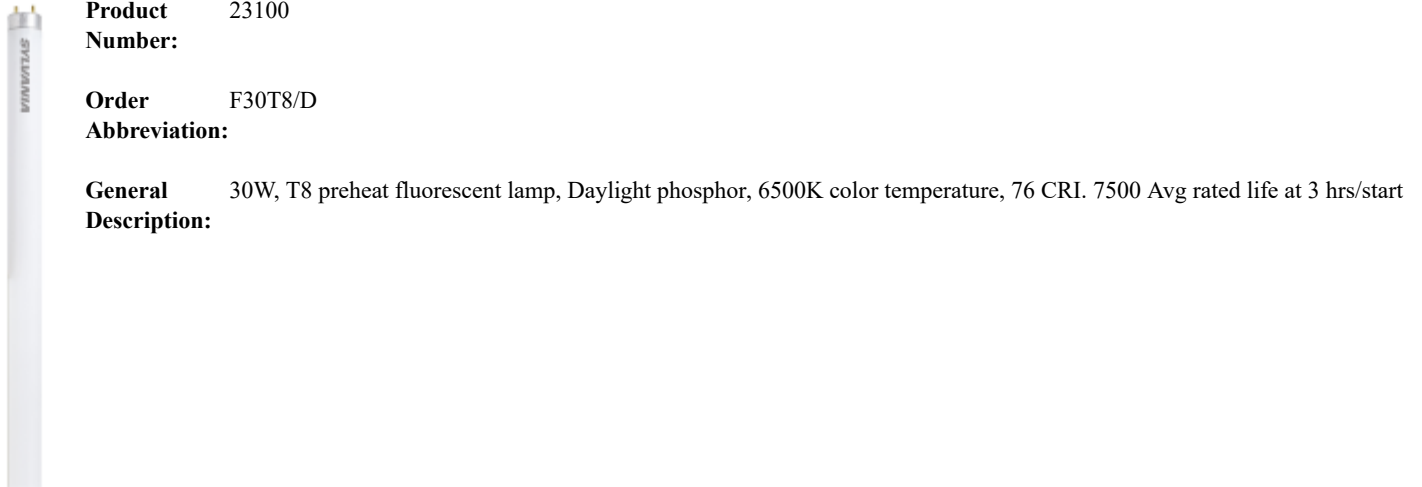 SYLVANIA
Product Number: 23100
Order Abbreviation: F30T8/D
General Description: 30W, T8 preheat fluorescent lamp, Daylight phosphor, 6500K color temperature, 76 CRI. 7500 Avg rated life at 3 hrs/start